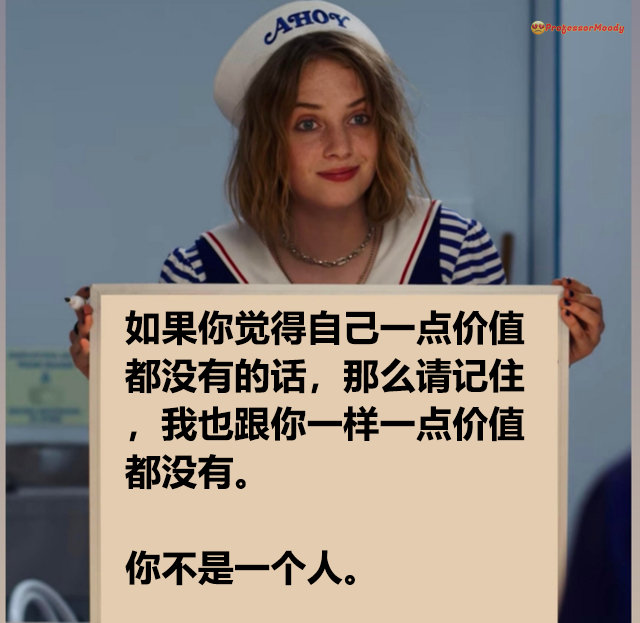 AHOY
ProfessorMoody
如果你觉得自己一点价值
都没有的话，那么请记住
，我也跟你一样一点价值
都没有。
你不是一个人。